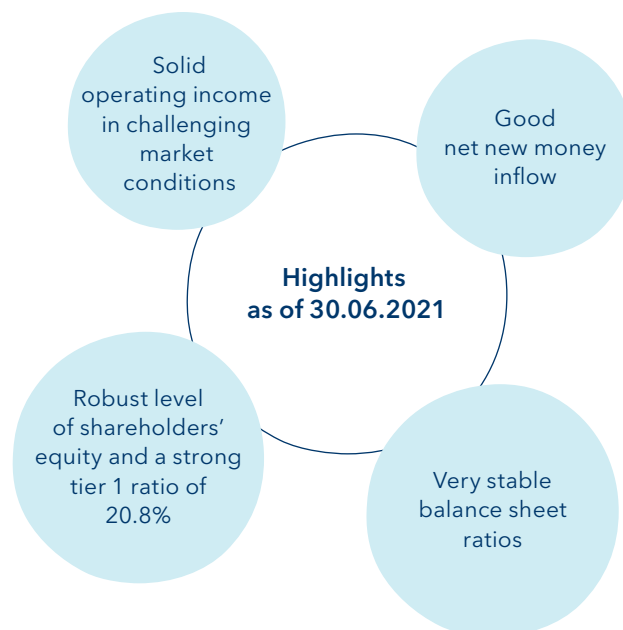 Solid
operating income
in challenging
market
conditions
Good
net new money
inflow
Highlights
as of 30.06.2021
Robust level
of shareholders’
equity and a strong
tier 1 ratio of
20.8%
Very stable
balance sheet
ratios